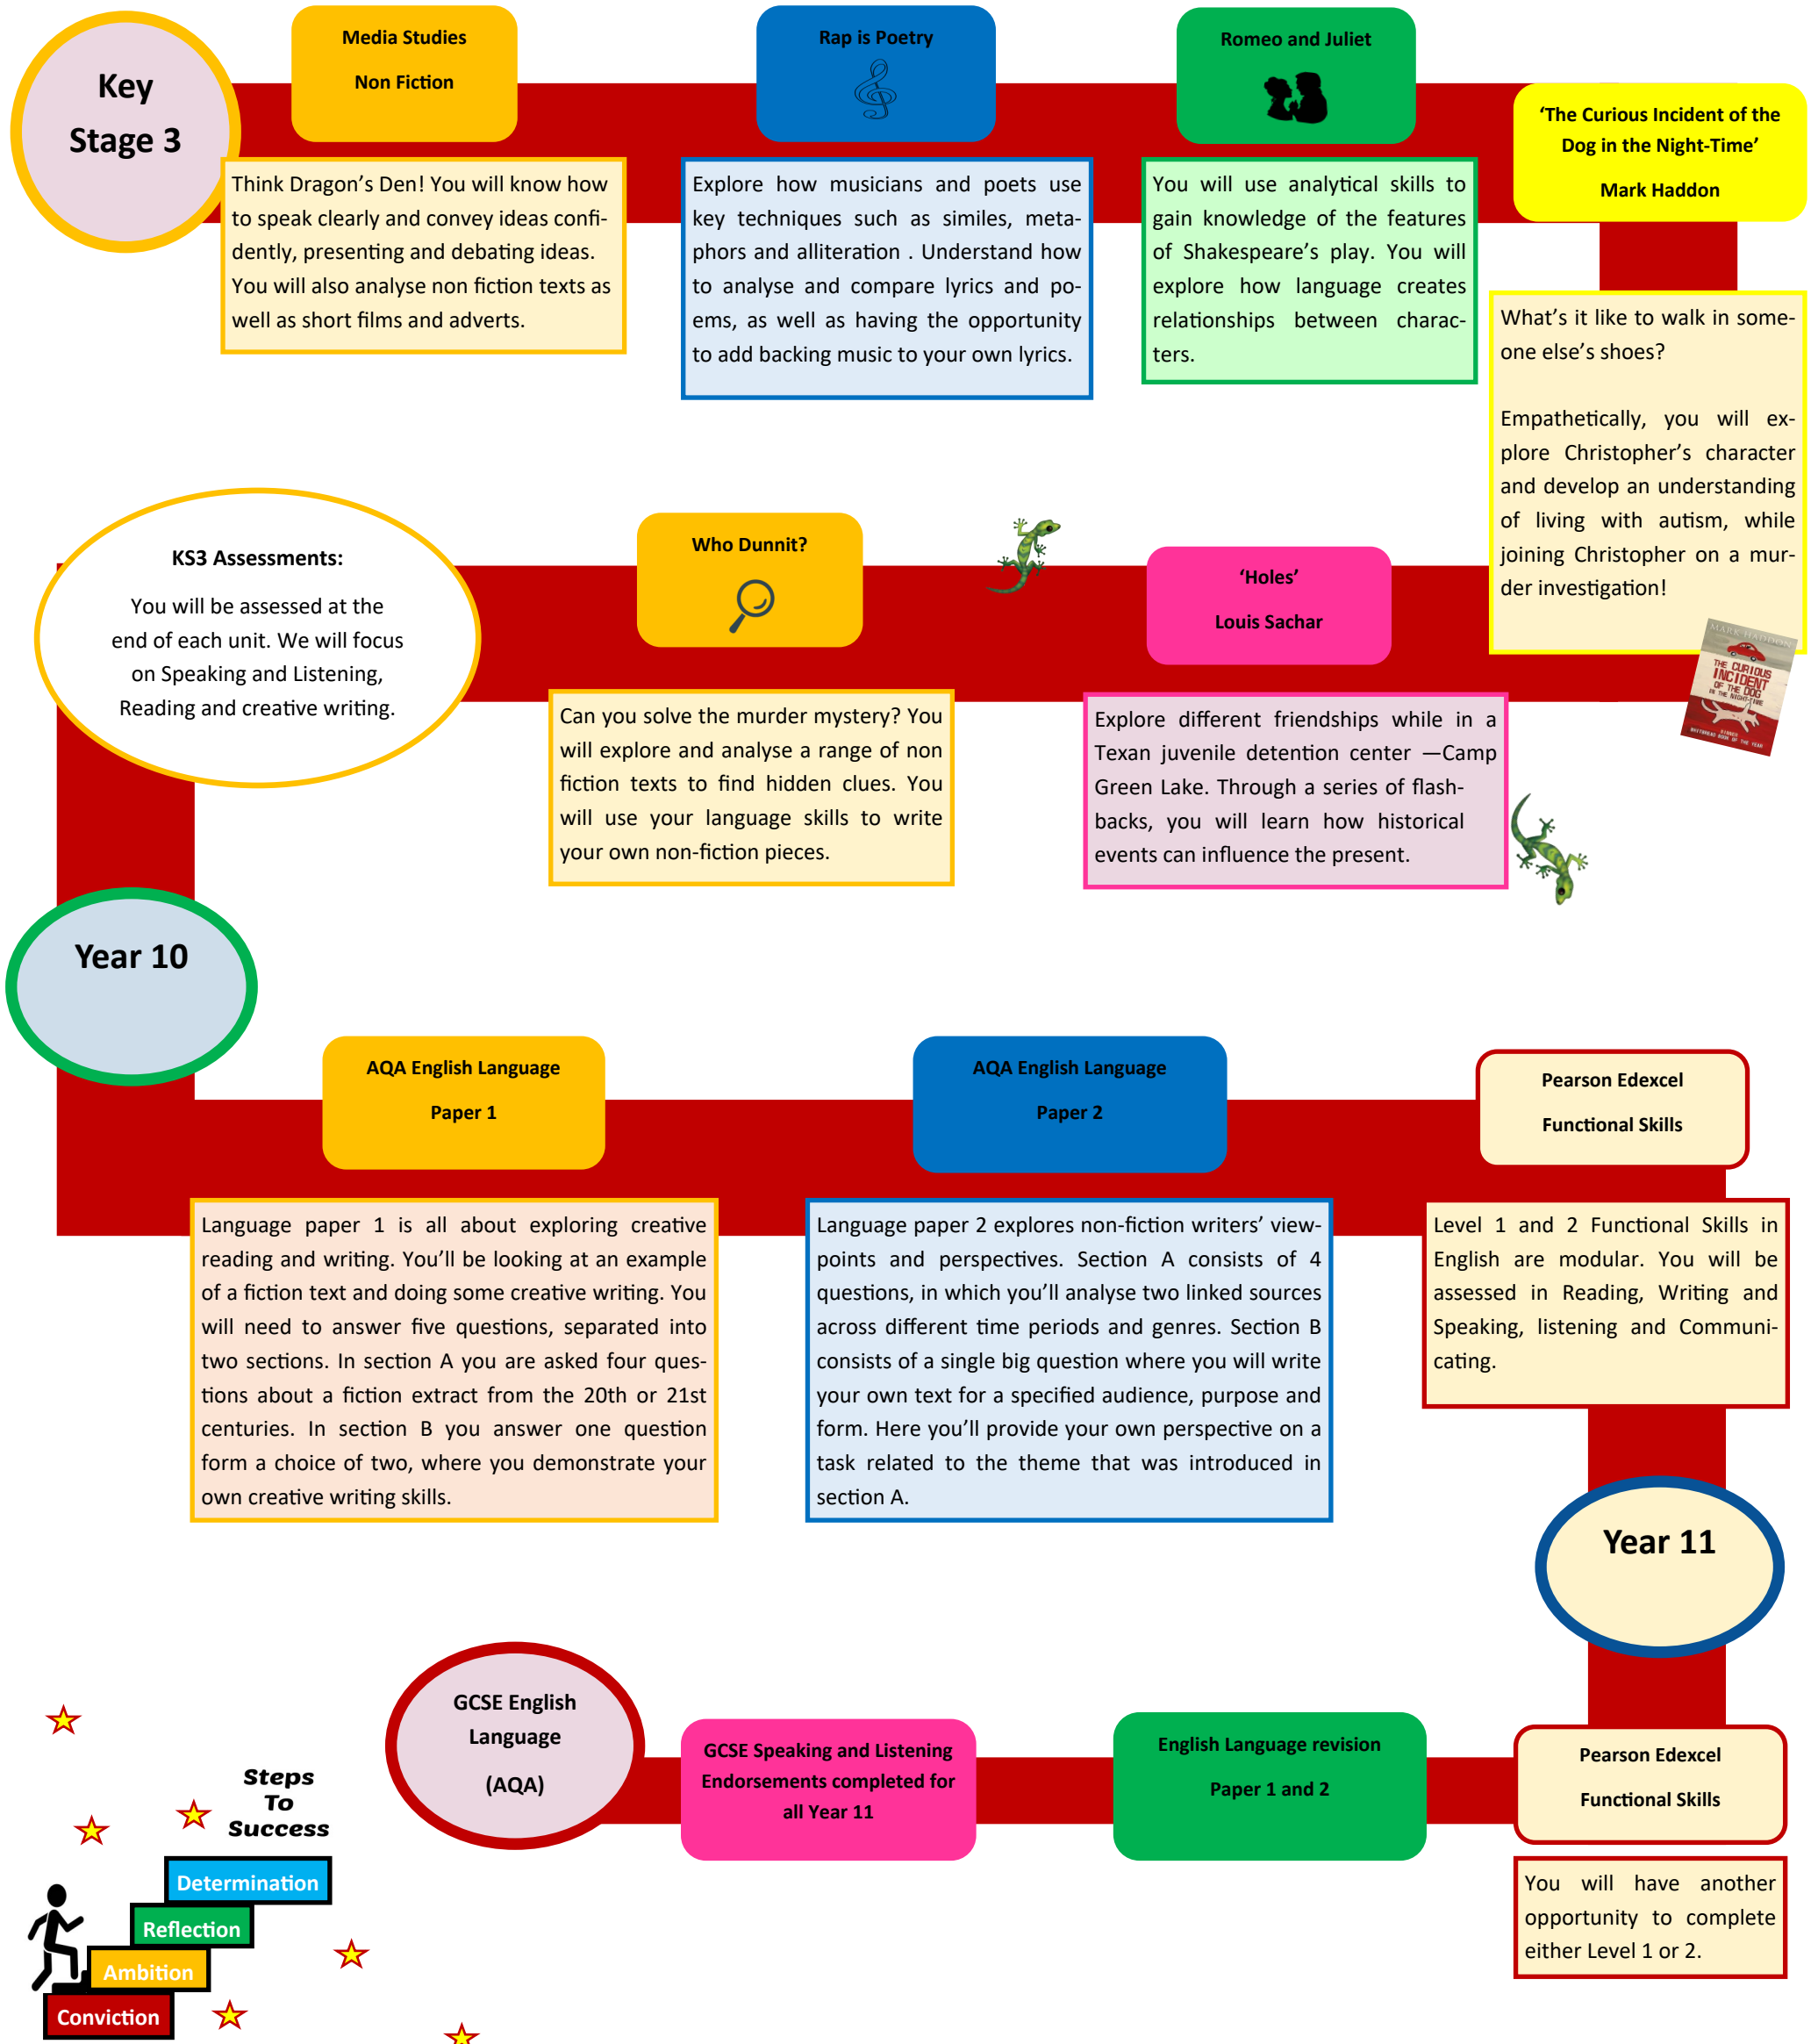 Key
Stage 3
Media Studies
Non Fiction
Think Dragon's Den! You will know how
to speak clearly and convey ideas confi-
dently, presenting and debating ideas.
You will also analyse non fiction texts as
well as short films and adverts.
Rap is Poetry
Explore how musicians and poets use
key techniques such as similes, meta-
phors and alliteration . Understand how
to analyse and compare lyrics and po-
ems, as well as having the opportunity
to add backing music to your own lyrics.
Romeo and Juliet
You will use analytical skills to
gain knowledge of the features
of Shakespeare's play. You will
explore how language creates
relationships between charac-
ters.
‘The Curious Incident of the
Dog in the Night-Time’
Mark Haddon
What's it like to walk in some-
one else's shoes?
Empathetically, you will ex-
plore Christopher's character
and develop an understanding
of living with autism, while
joining Christopher on a mur-
der investigation!
MARK HADDON
THE CURIOUS
INCIDENT
OF THE DOG
IN THE NIGHT-TIME
WINNER
WHITBREAD BOOK OF THE YEAR
‘Holes’
Louis Sachar
Explore different friendships while in a
Texan juvenile detention center —Camp
Green Lake. Through a series of flash-
backs, you will learn how historical
events can influence the present.
Who Dunnit?
Can you solve the murder mystery? You
will explore and analyse a range of non
fiction texts to find hidden clues. You
will use your language skills to write
your own non-fiction pieces.
KS3 Assessments:
You will be assessed at the
end of each unit. We will focus
on Speaking and Listening,
Reading and creative writing.
Year 10
AQA English Language
Paper 1
Language paper 1 is all about exploring creative
reading and writing. You'll be looking at an example
of a fiction text and doing some creative writing. You
will need to answer five questions, separated into
two sections. In section A you are asked four ques-
tions about a fiction extract from the 20th or 21st
centuries. In section B you answer one question
form a choice of two, where you demonstrate your
own creative writing skills.
AQA English Language
Paper 2
Language paper 2 explores non-fiction writers' view-
points and perspectives. Section A consists of 4
questions, in which you'll analyse two linked sources
across different time periods and genres. Section B
consists of a single big question where you will write
your own text for a specified audience, purpose and
form. Here you'll provide your own perspective on a
task related to the theme that was introduced in
section A.
Pearson Edexcel
Functional Skills
Level 1 and 2 Functional Skills in
English are modular. You will be
assessed in Reading, Writing and
Speaking, listening and Communi-
cating.
Year 11
Pearson Edexcel
Functional Skills
You will have another
opportunity to complete
either Level 1 or 2.
English Language revision
Paper 1 and 2
GCSE Speaking and Listening
Endorsements completed for
all Year 11
GCSE English
Language
(AQA)
Steps
To
Success
Determination
Reflection
Ambition
Conviction